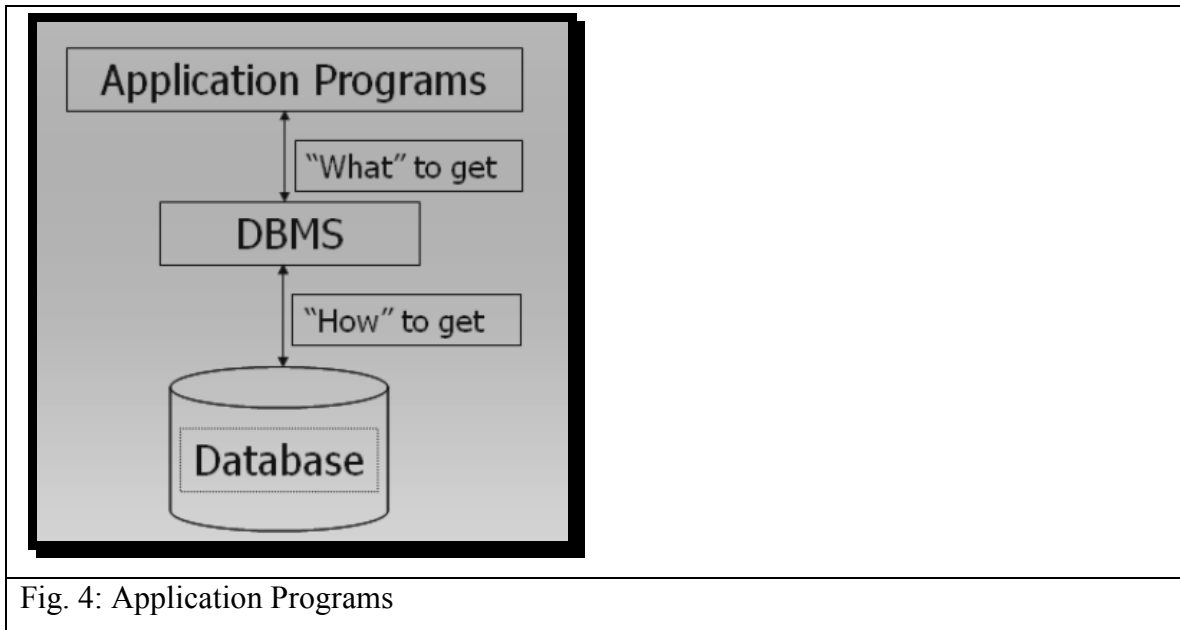 Application Programs
“What” to get
DBMS
“How” to get
Database
Fig. 4: Application Programs